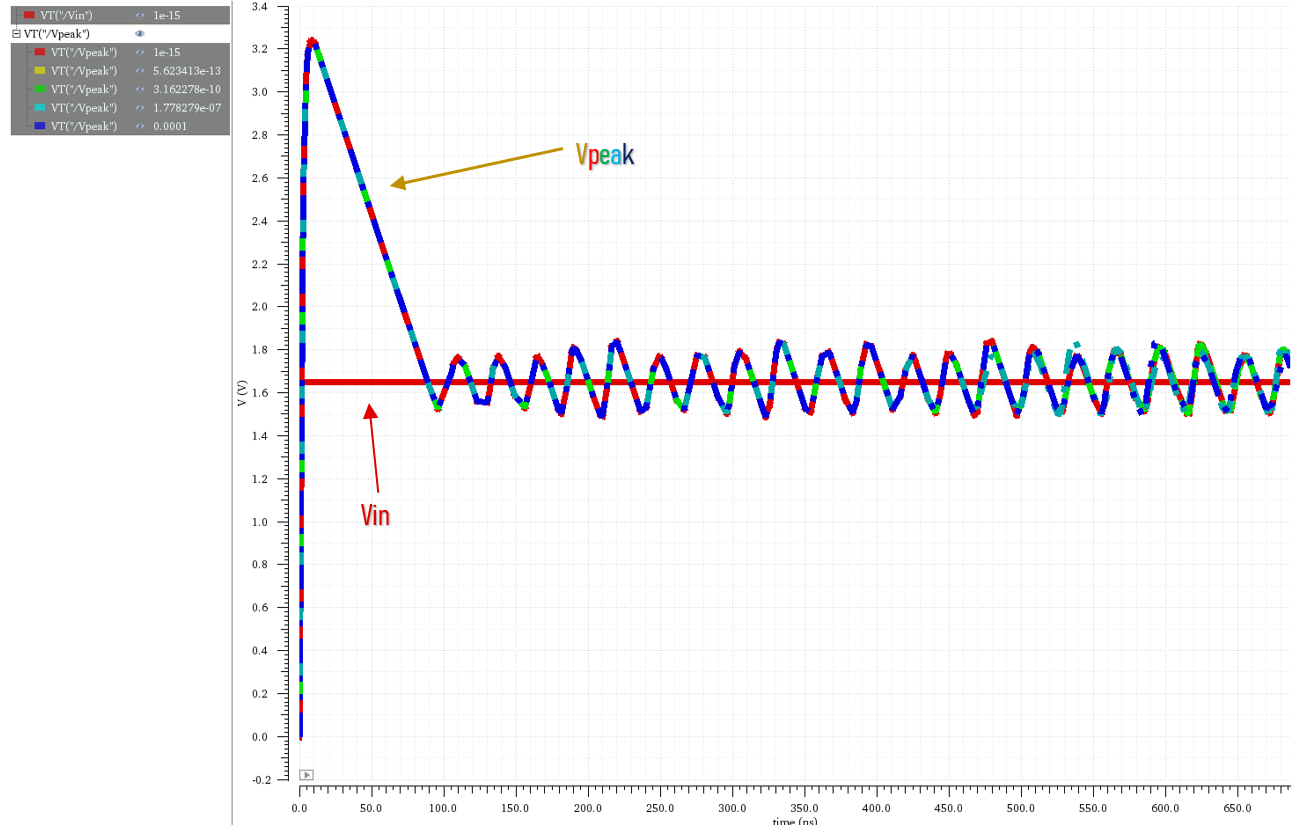 VT("/Vin") 1e-15
VT("/Vpeak")
VT("/Vpeak") 1e-15
VT("/Vpeak") 5.623413e-13
VT("/Vpeak") 3.162278e-10
VT("/Vpeak") 1.778279e-07
VT("/Vpeak") 0.0001
3.4
3.2
3.0
2.8
2.6
2.4
2.2
2.0
1.8
1.6
1.4
1.2
1.0
0.8
0.6
0.4
0.2
0.0
-0.2
V (V)
Vpeak
Vin
0.0 50.0 100.0 150.0 200.0 250.0 300.0 350.0 400.0 450.0 500.0 550.0 600.0 650.0
time (ns)